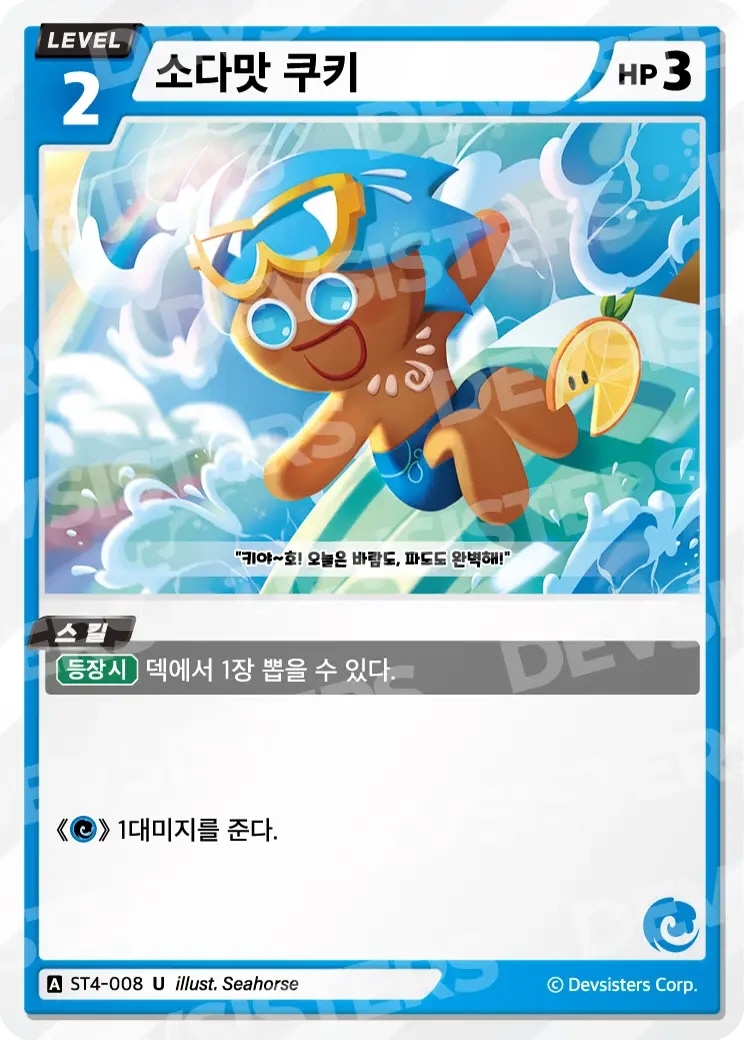 LEVEL
2
소다맛 쿠키
HP 3
"키야~호! 오늘은 바람도, 파도도 완벽해!"
스킬
등장 시 덱에서 1장 뽑을 수 있다.
《》 1대미지를 준다.
A ST4-008 U illust. Seahorse
© Devsisters Corp.
DEVSISTERS